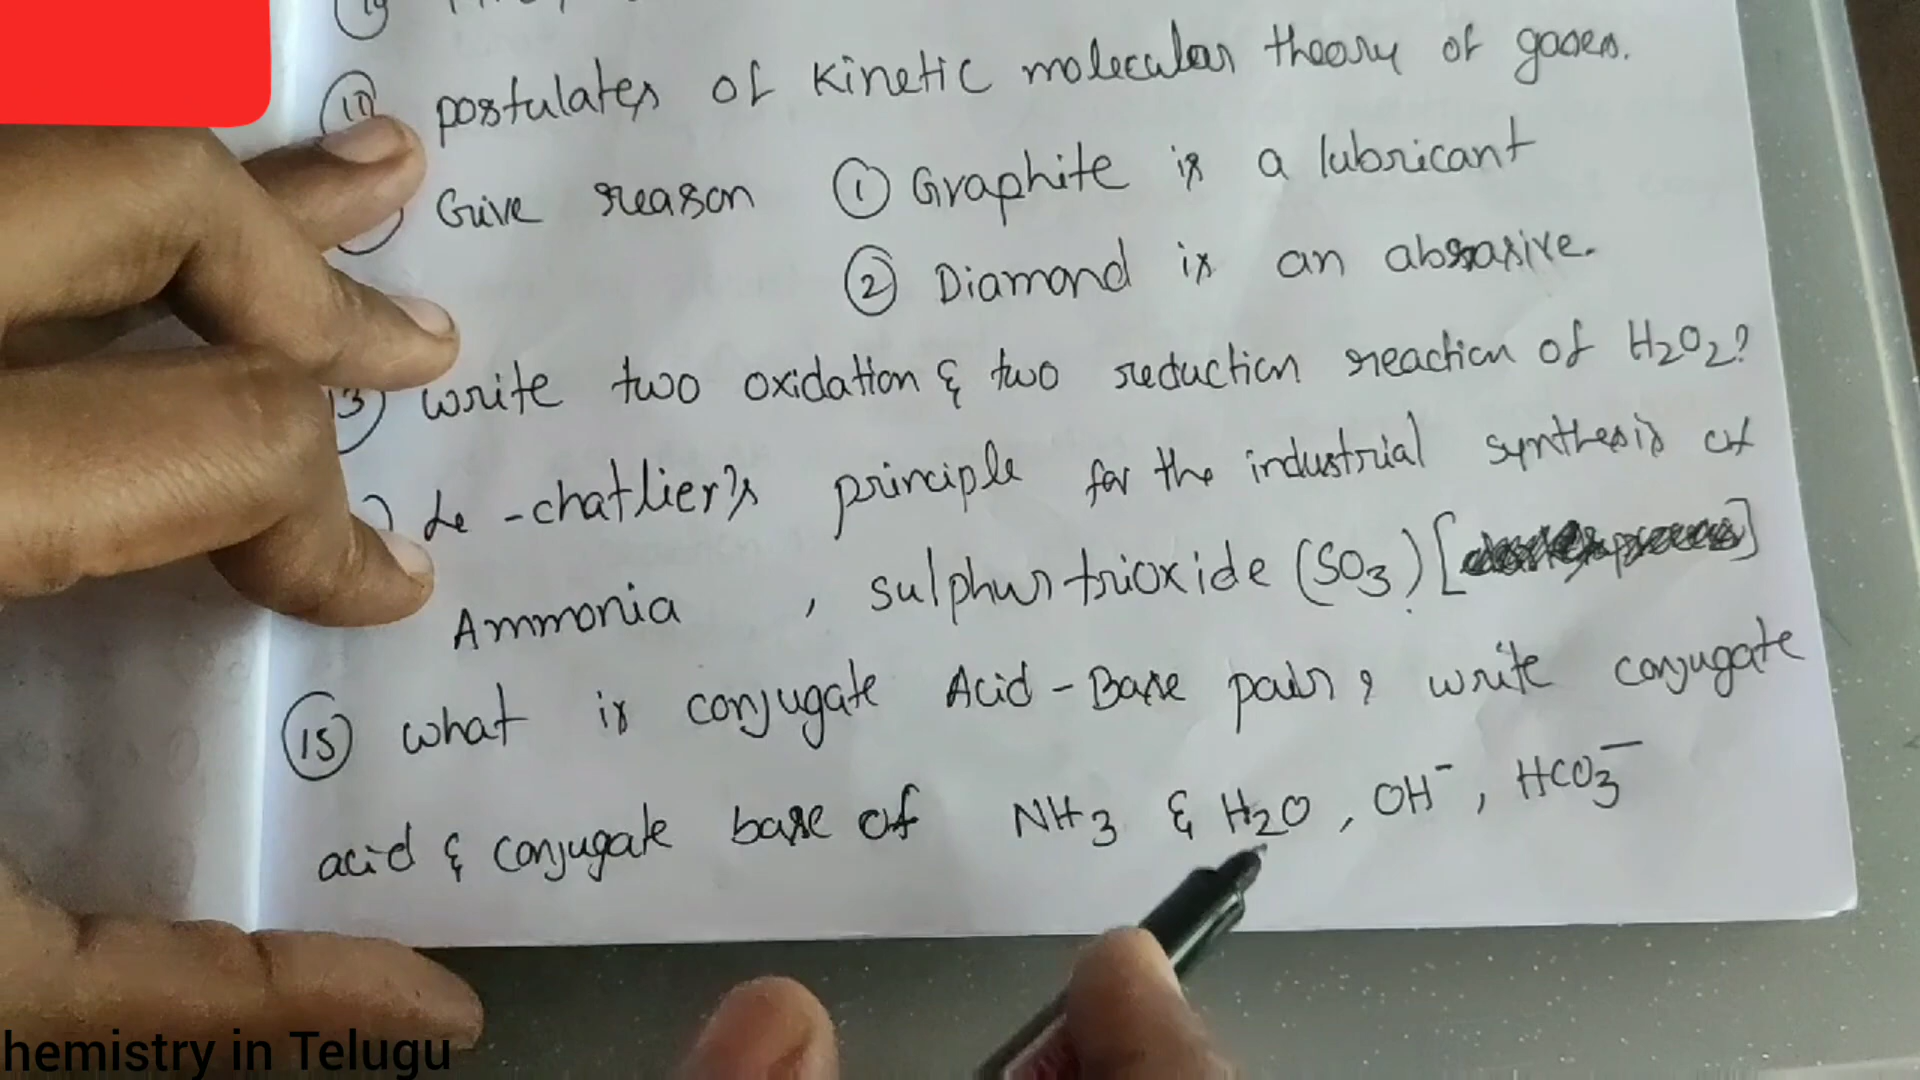 (11) postulates of Kinetic molecular theory of gases.
Give reason ① Graphite is a lubricant
② Diamond is an abrasive.
13) write two oxidation & two reduction reaction of H2O2?
) Le-chatlier's principle for the industrial synthesis of
Ammonia , sulphur trioxide (SO3) [ ]
⑮ what is conjugate Acid-Base pair? write conjugate
acid & conjugate base of NH3 & H2O, OH⁻, HCO3⁻
hemistry in Telugu